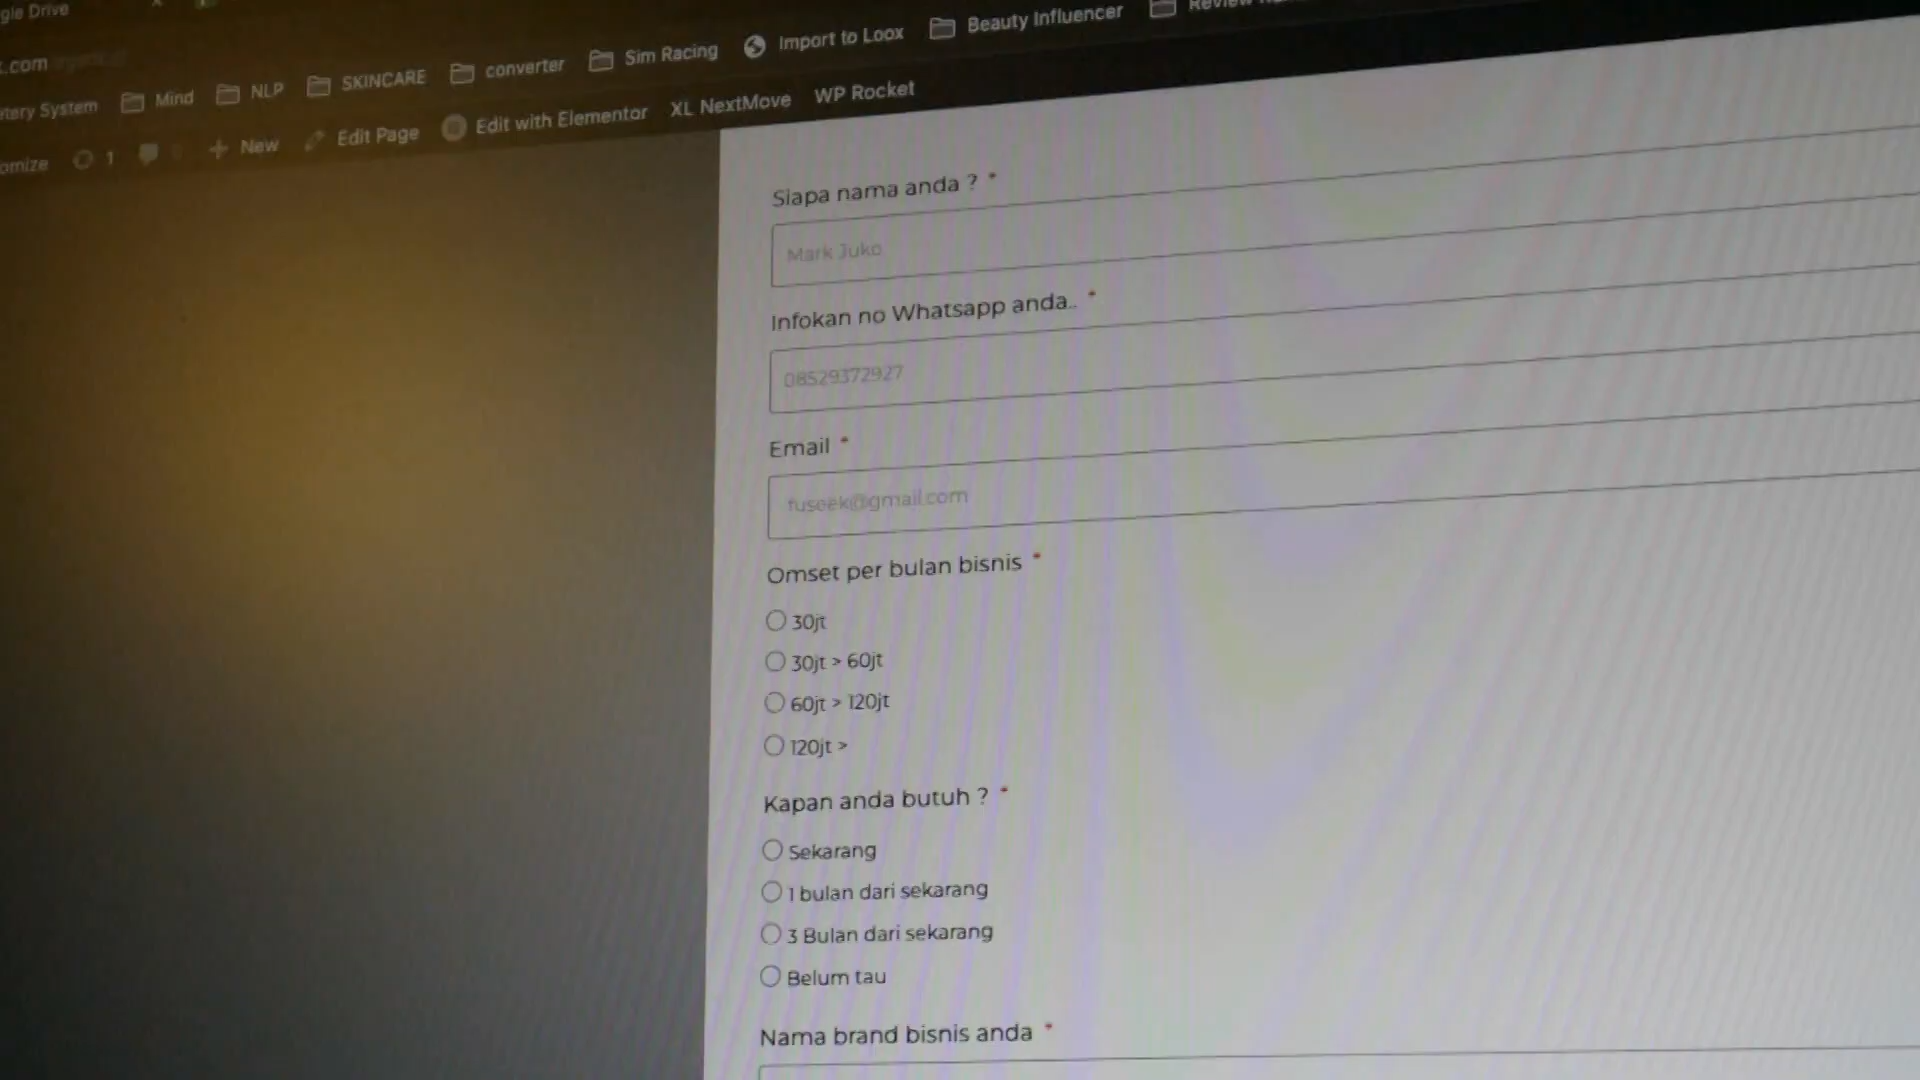 gle Drive
.com
etery System Mind NLP SKINCARE converter Sim Racing Import to Loox Beauty Influencer
omize 1 New Edit Page Edit with Elementor XL NextMove WP Rocket
Siapa nama anda ? *
Mark Juko
Infokan no Whatsapp anda.. *
08529372927
Email *
fuseek@gmail.com
Omset per bulan bisnis *
30jt
30jt > 60jt
60jt > 120jt
120jt >
Kapan anda butuh ? *
Sekarang
1 bulan dari sekarang
3 Bulan dari sekarang
Belum tau
Nama brand bisnis anda *